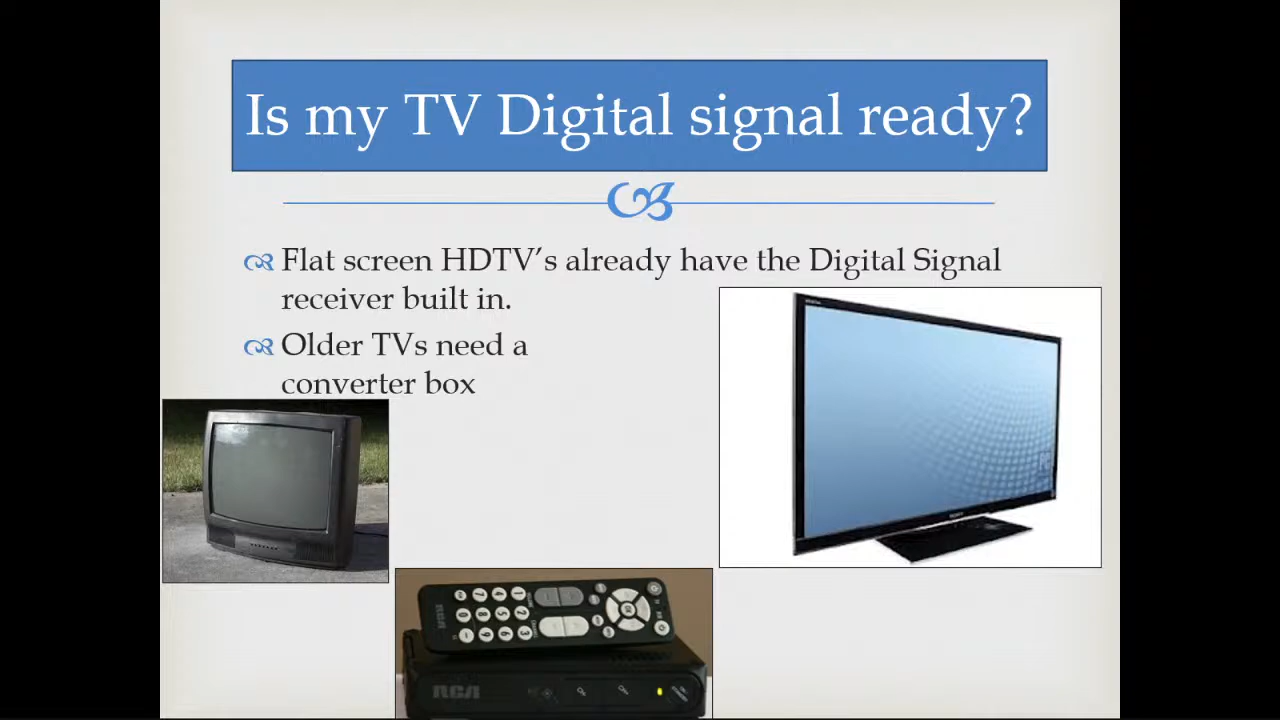 Is my TV Digital signal ready?
Flat screen HDTV’s already have the Digital Signal
receiver built in.
Older TVs need a
converter box
RCA